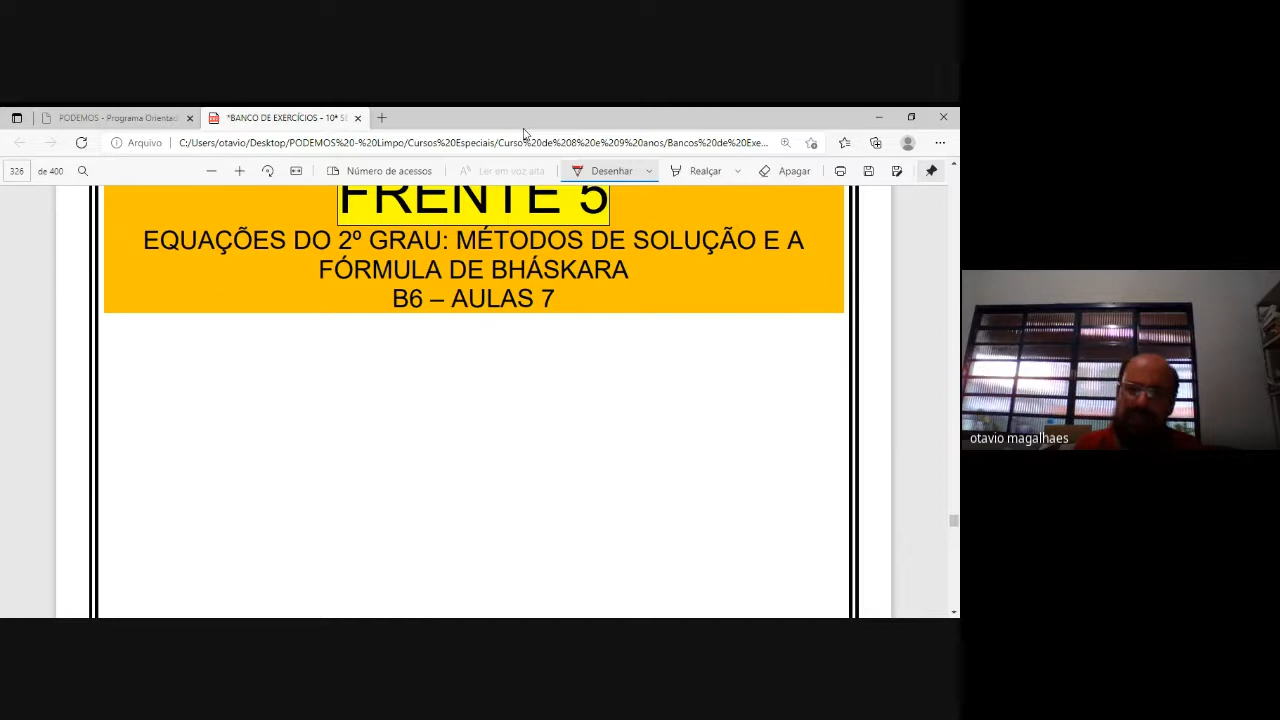 PODEMOS - Programa Orientad
*BANCO DE EXERCÍCIOS - 10ª SE
Arquivo
C:/Users/otavio/Desktop/PODEMOS%20-%20Limpo/Cursos%20Especiais/Curso%20de%208%20e%209%20anos/Bancos%20de%20Exe...
326 de 400
Número de acessos
Ler em voz alta
Desenhar
Realçar
Apagar
FRENTE 5
EQUAÇÕES DO 2º GRAU: MÉTODOS DE SOLUÇÃO E A
FÓRMULA DE BHÁSKARA
B6 – AULAS 7
otavio magalhaes